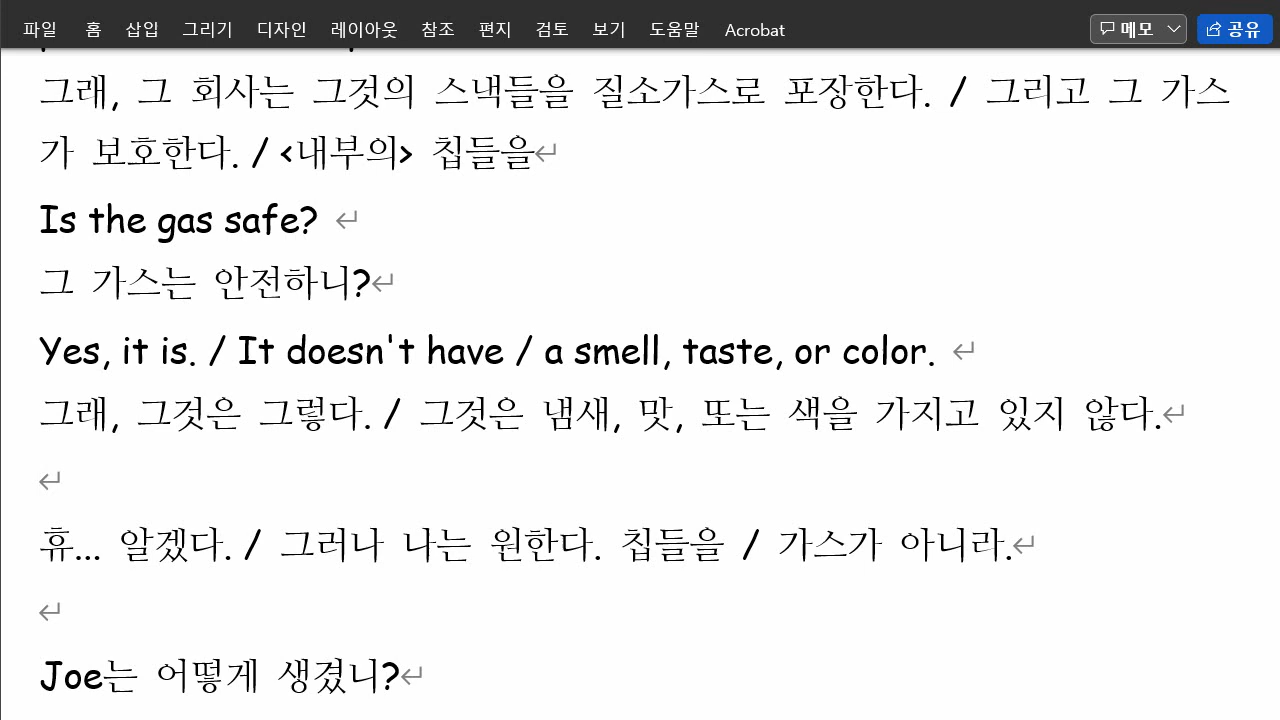 파일 홈 삽입 그리기 디자인 레이아웃 참조 편지 검토 보기 도움말 Acrobat 메모 공유
그래, 그 회사는 그것의 스낵들을 질소가스로 포장한다. / 그리고 그 가스
가 보호한다. / <내부의> 칩들을↵
Is the gas safe? ↵
그 가스는 안전하니?↵
Yes, it is. / It doesn't have / a smell, taste, or color. ↵
그래, 그것은 그렇다. / 그것은 냄새, 맛, 또는 색을 가지고 있지 않다.↵
↵
휴... 알겠다. / 그러나 나는 원한다. 칩들을 / 가스가 아니라.↵
↵
Joe는 어떻게 생겼니?↵